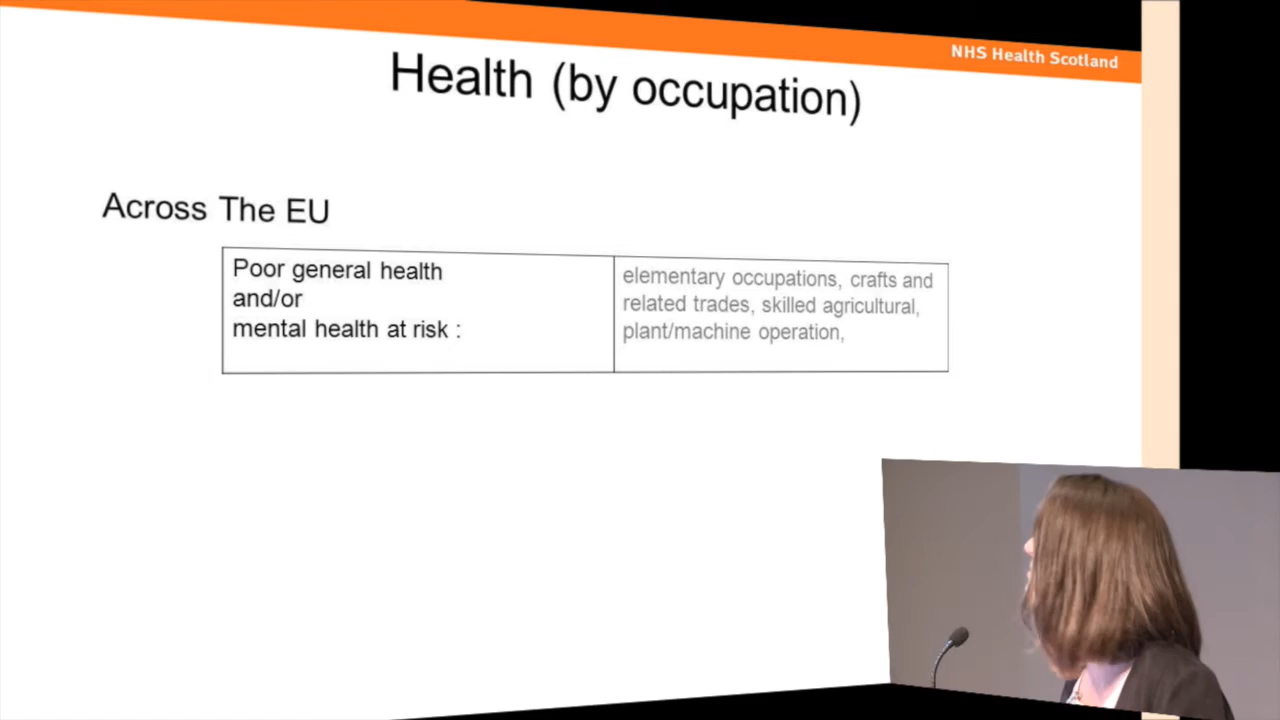 NHS Health Scotland
Health (by occupation)
Across The EU
Poor general health
and/or
mental health at risk :
elementary occupations, crafts and
related trades, skilled agricultural,
plant/machine operation,